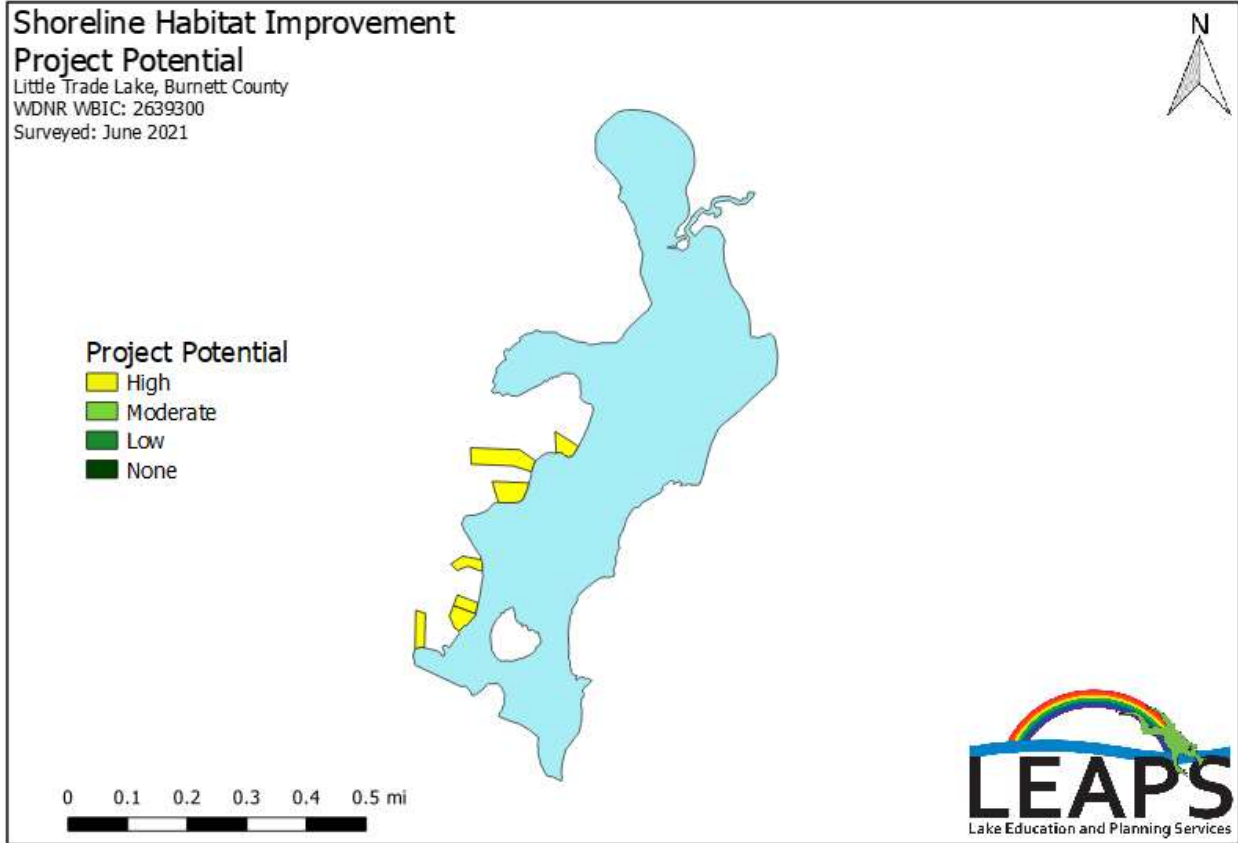 Shoreline Habitat Improvement
Project Potential
Little Trade Lake, Burnett County
WDNR WBIC: 2639300
Surveyed: June 2021
N
Project Potential
High
Moderate
Low
None
0 0.1 0.2 0.3 0.4 0.5 mi
LEAPS
Lake Education and Planning Services